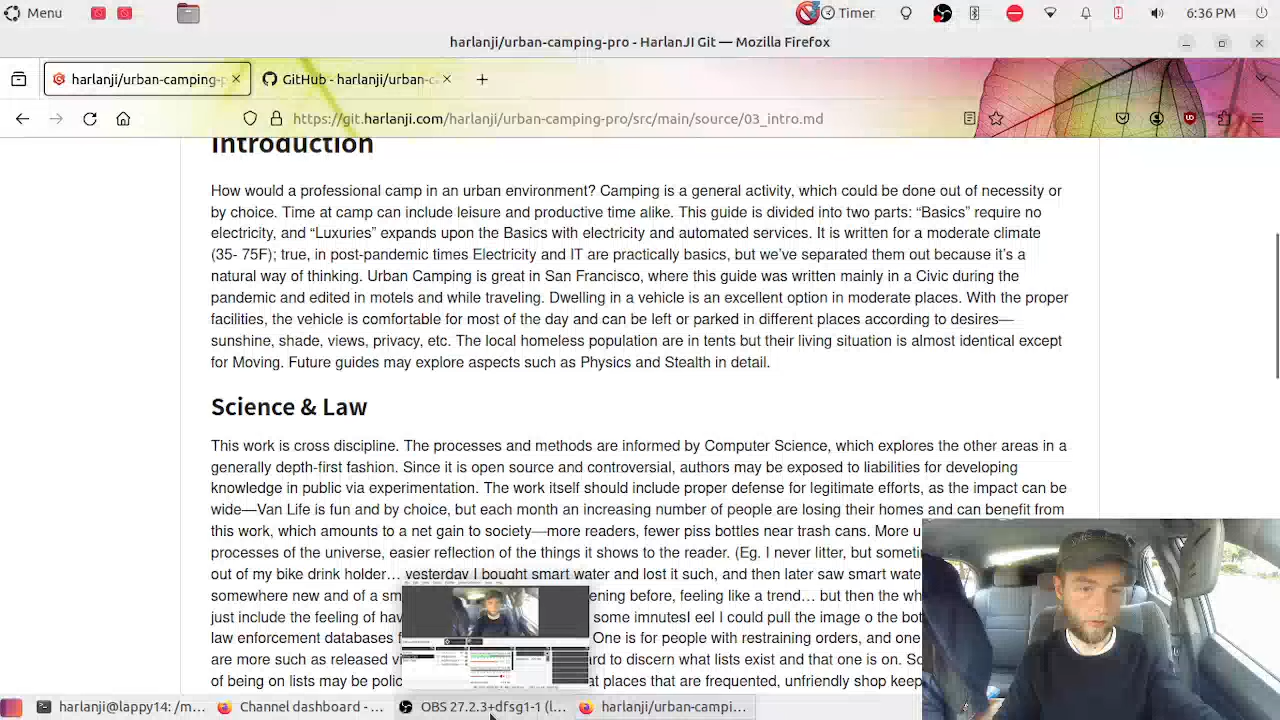 Menu
Timer
6:36 PM
harlanji/urban-camping-pro - HarlanJI Git — Mozilla Firefox
harlanji/urban-camping-p
GitHub - harlanji/urban-c
https://git.harlanji.com/harlanji/urban-camping-pro/src/main/source/03_intro.md
Introduction
How would a professional camp in an urban environment? Camping is a general activity, which could be done out of necessity or
by choice. Time at camp can include leisure and productive time alike. This guide is divided into two parts: “Basics” require no
electricity, and “Luxuries” expands upon the Basics with electricity and automated services. It is written for a moderate climate
(35- 75F); true, in post-pandemic times Electricity and IT are practically basics, but we’ve separated them out because it’s a
natural way of thinking. Urban Camping is great in San Francisco, where this guide was written mainly in a Civic during the
pandemic and edited in motels and while traveling. Dwelling in a vehicle is an excellent option in moderate places. With the proper
facilities, the vehicle is comfortable for most of the day and can be left or parked in different places according to desires—
sunshine, shade, views, privacy, etc. The local homeless population are in tents but their living situation is almost identical except
for Moving. Future guides may explore aspects such as Physics and Stealth in detail.
Science & Law
This work is cross discipline. The processes and methods are informed by Computer Science, which explores the other areas in a
generally depth-first fashion. Since it is open source and controversial, authors may be exposed to liabilities for developing
knowledge in public via experimentation. The work itself should include proper defense for legitimate efforts, as the impact can be
wide—Van Life is fun and by choice, but each month an increasing number of people are losing their homes and can benefit from
this work, which amounts to a net gain to society—more readers, fewer piss bottles near trash cans. More u
processes of the universe easier reflection of the things it shows to the reader. (Eg. I never litter, but someti
out of my bike drink holder… yesterday I bought smart water and lost it such, and then later saw smart wate
somewhere new and of a sm ening before, feeling like a trend… but then the wh
just include the feeling of hav some minutesI eel I could pull the image of the bot
law enforcement databases One is for people with restraining orders
are more such as released v rd to discern what lists exist and that one is on s
of being on lists may be polic at places that are frequented, unfriendly shop keep
harlanji@lappy14: /m...
Channel dashboard - ...
OBS 27.2.3+dfsg1-1 (l...
harlanji/urban-campi...